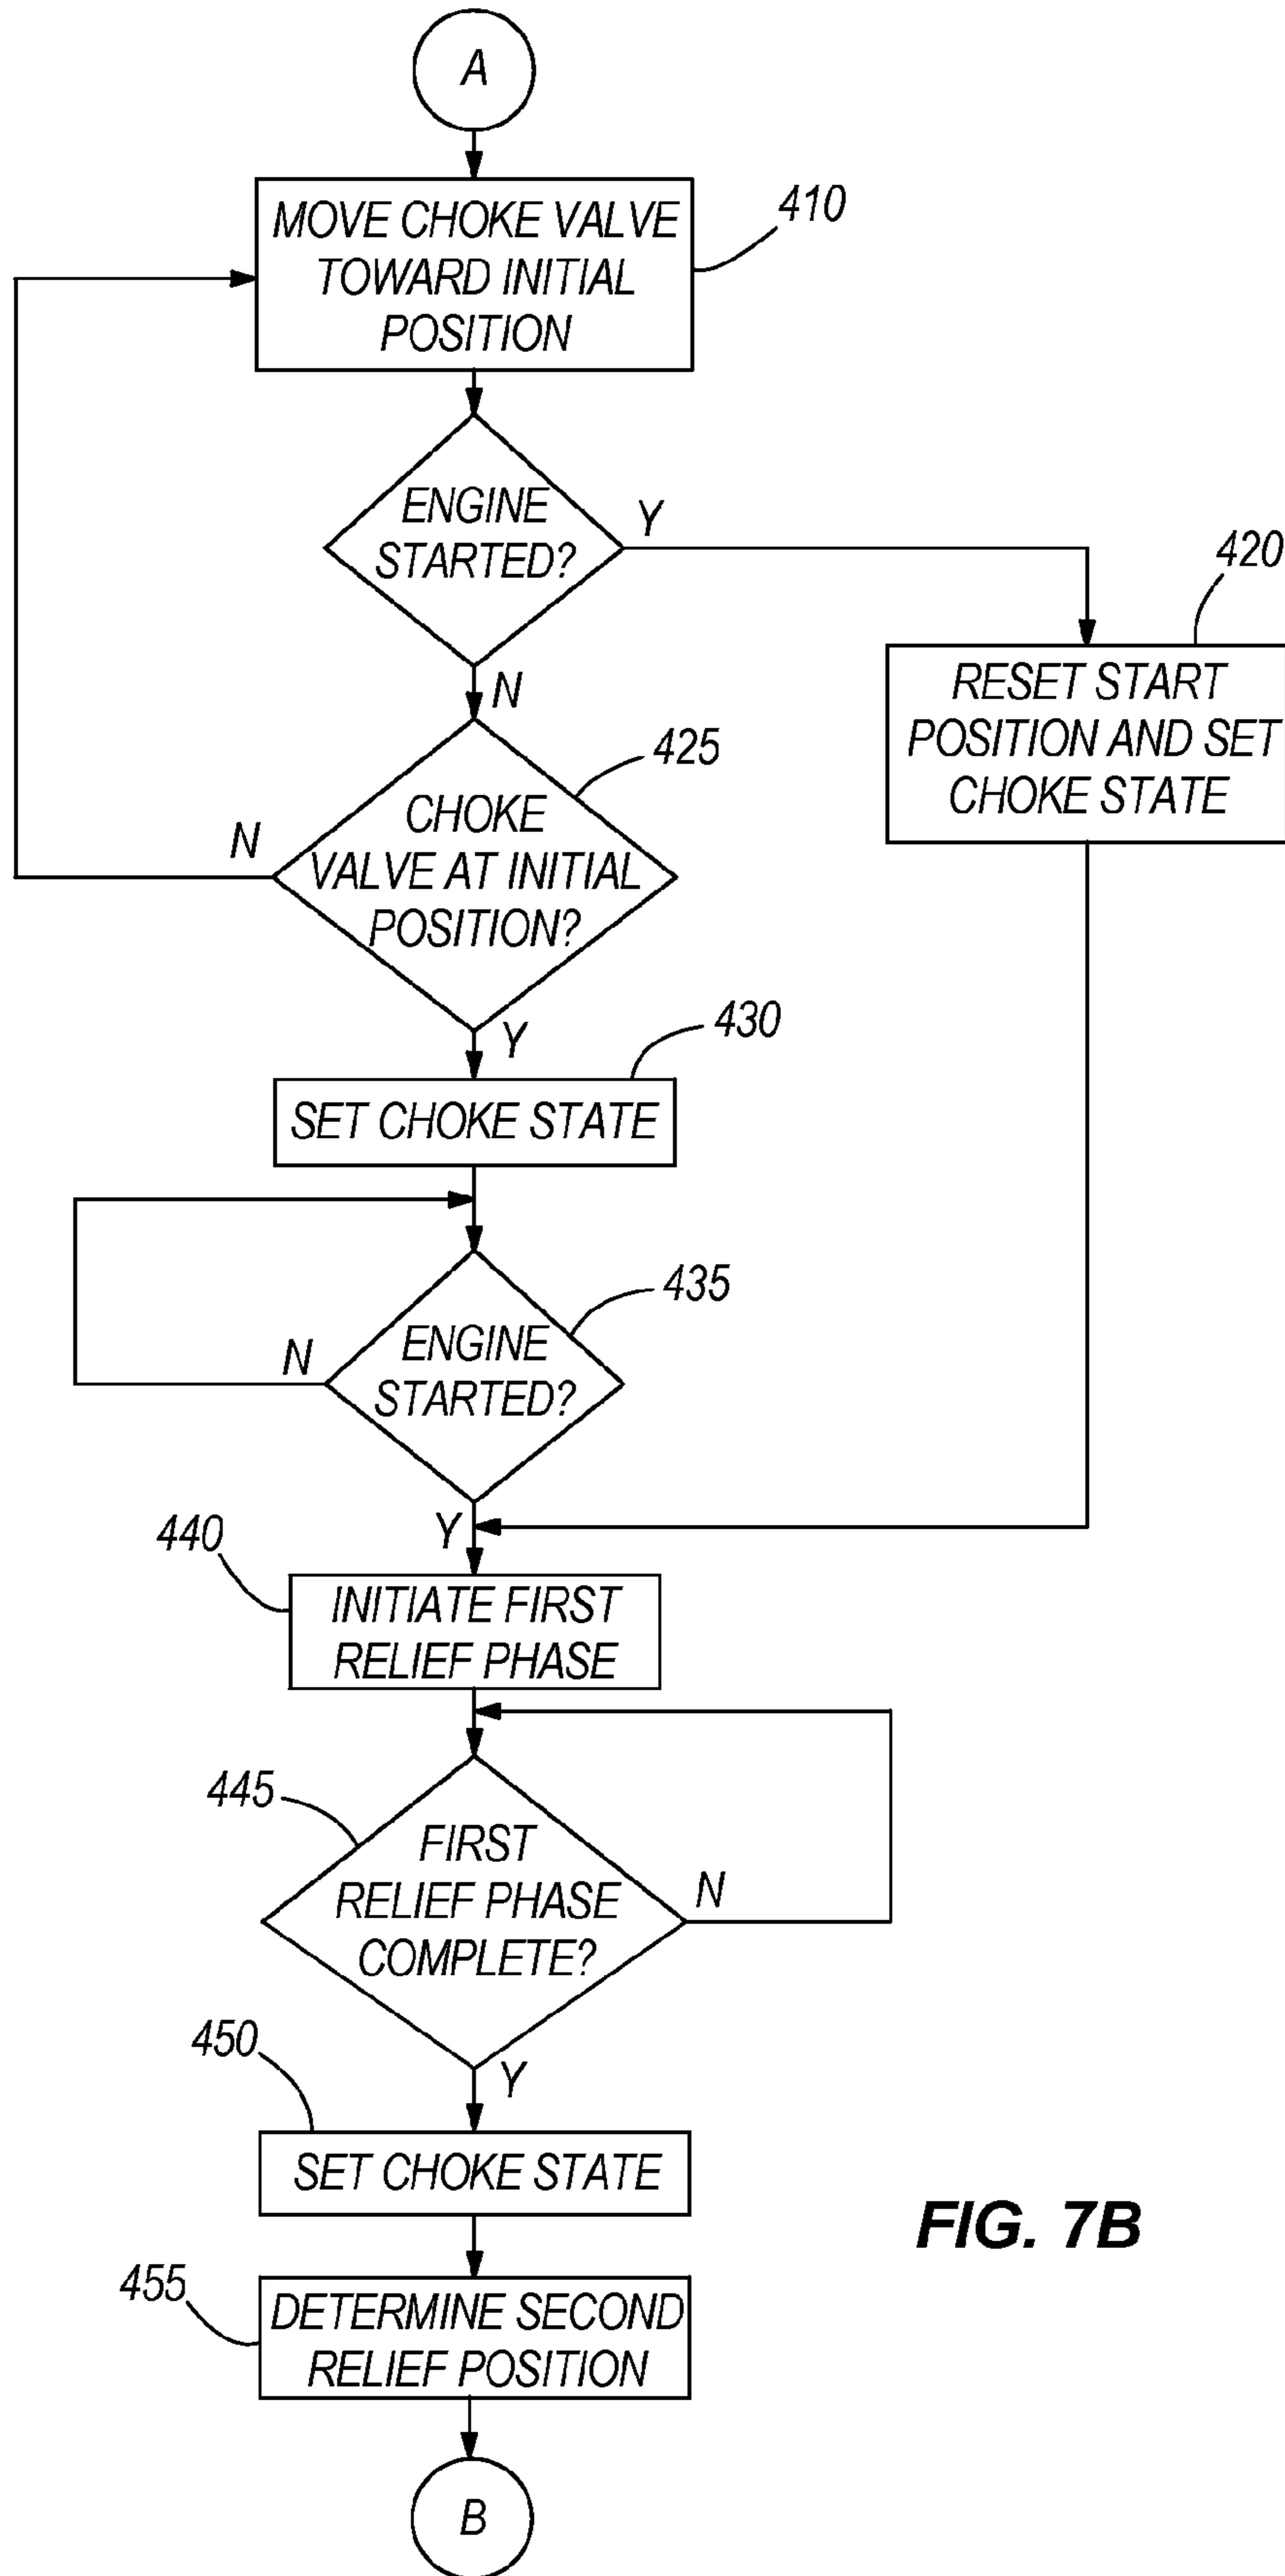 A
MOVE CHOKE VALVE
TOWARD INITIAL
POSITION
410
ENGINE
STARTED?
Y
N
420
RESET START
POSITION AND SET
CHOKE STATE
425
CHOKE
VALVE AT INITIAL
POSITION?
N
Y
430
SET CHOKE STATE
435
ENGINE
STARTED?
N
Y
440
INITIATE FIRST
RELIEF PHASE
445
FIRST
RELIEF PHASE
COMPLETE?
N
Y
450
SET CHOKE STATE
455
DETERMINE SECOND
RELIEF POSITION
B
FIG. 7B